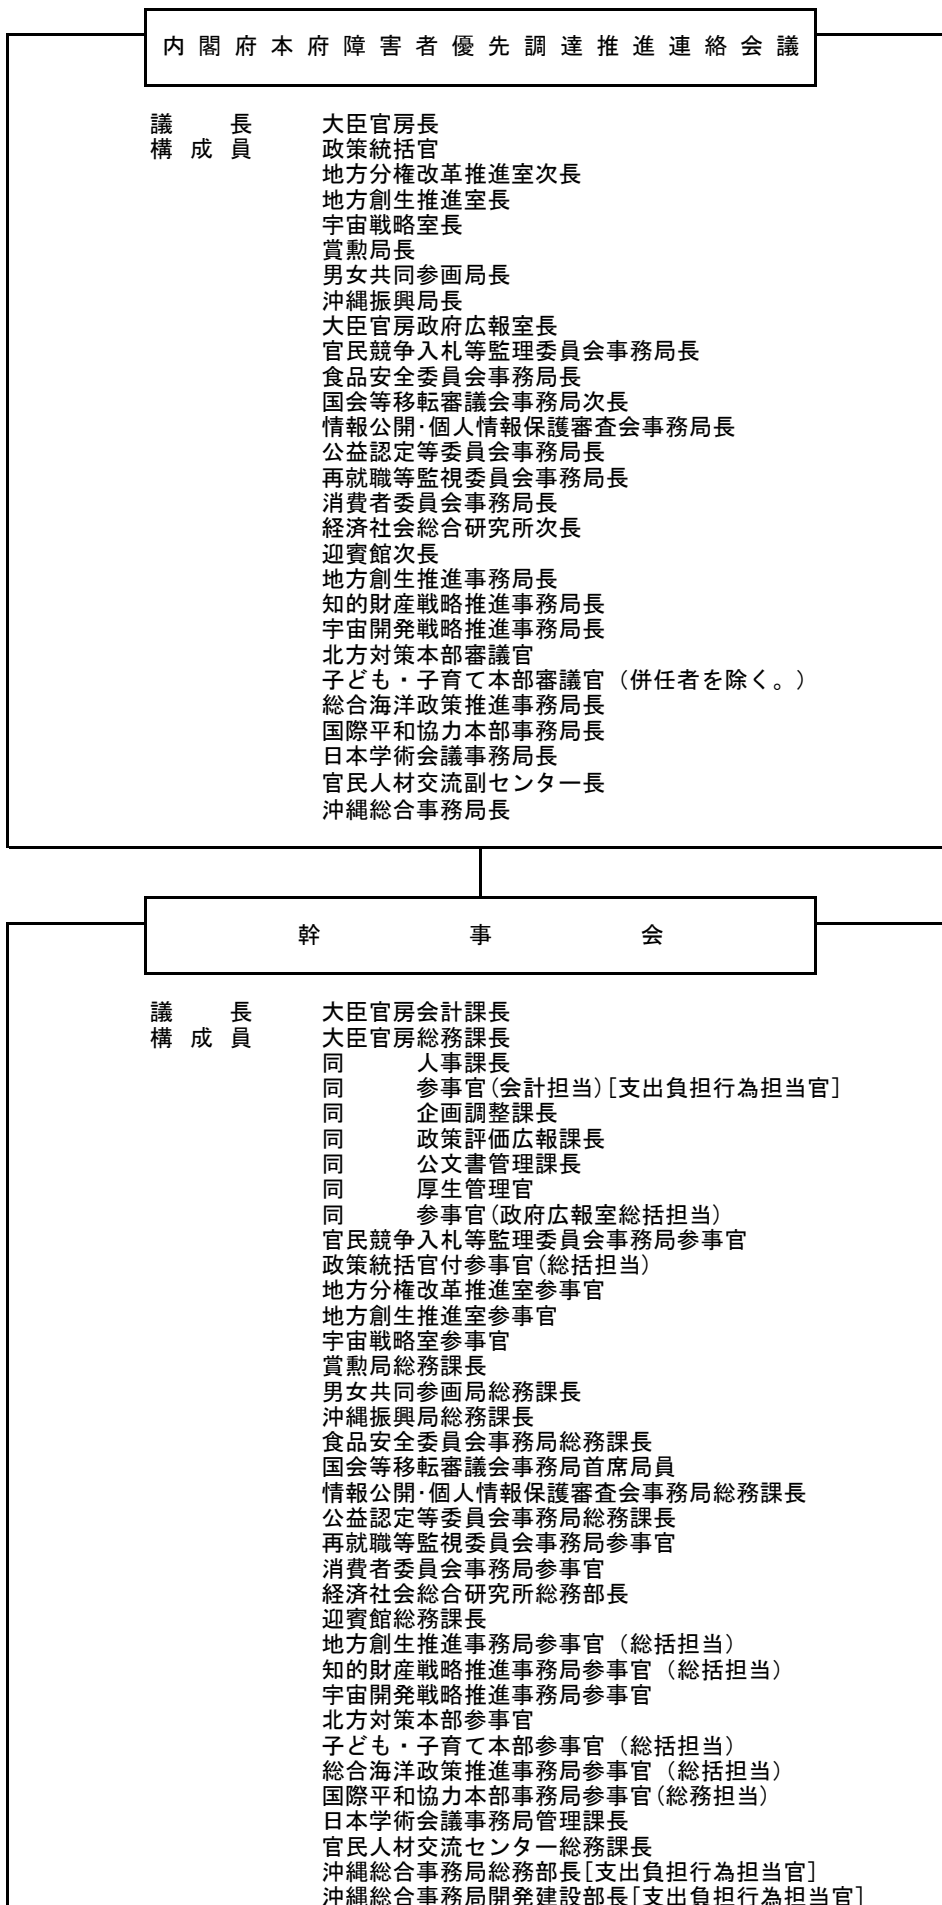 内閣府本府障害者優先調達推進連絡会議
議　　長　　大臣官房長
構成員　　政策統括官
地方分権改革推進室次長
地方創生推進室長
宇宙戦略室長
賞勲局長
男女共同参画局長
沖縄振興局長
大臣官房政府広報室長
官民競争入札等監理委員会事務局長
食品安全委員会事務局長
国会等移転審議会事務局次長
情報公開・個人情報保護審査会事務局長
公益認定等委員会事務局長
再就職等監視委員会事務局長
消費者委員会事務局長
経済社会総合研究所次長
迎賓館次長
地方創生推進事務局長
知的財産戦略推進事務局長
宇宙開発戦略推進事務局長
北方対策本部審議官
子ども・子育て本部審議官（併任者を除く。）
総合海洋政策推進事務局長
国際平和協力本部事務局長
日本学術会議事務局長
官民人材交流副センター長
沖縄総合事務局長
幹事会
議　　長　　大臣官房会計課長
構成員　　大臣官房総務課長
同　　　人事課長
同　　　参事官(会計担当)[支出負担行為担当官]
同　　　企画調整課長
同　　　政策評価広報課長
同　　　公文書管理課長
同　　　厚生管理官
同　　　参事官(政府広報室総括担当)
官民競争入札等監理委員会事務局参事官
政策統括官付参事官(総括担当)
地方分権改革推進室参事官
地方創生推進室参事官
宇宙戦略室参事官
賞勲局総務課長
男女共同参画局総務課長
沖縄振興局総務課長
食品安全委員会事務局総務課長
国会等移転審議会事務局首席局員
情報公開・個人情報保護審査会事務局総務課長
公益認定等委員会事務局総務課長
再就職等監視委員会事務局参事官
消費者委員会事務局参事官
経済社会総合研究所総務部長
迎賓館総務課長
地方創生推進事務局参事官（総括担当）
知的財産戦略推進事務局参事官（総括担当）
宇宙開発戦略推進事務局参事官
北方対策本部参事官
子ども・子育て本部参事官（総括担当）
総合海洋政策推進事務局参事官（総括担当）
国際平和協力本部事務局参事官(総務担当)
日本学術会議事務局管理課長
官民人材交流センター総務課長
沖縄総合事務局総務部長[支出負担行為担当官]
沖縄総合事務局開発建設部長[支出負担行為担当官]